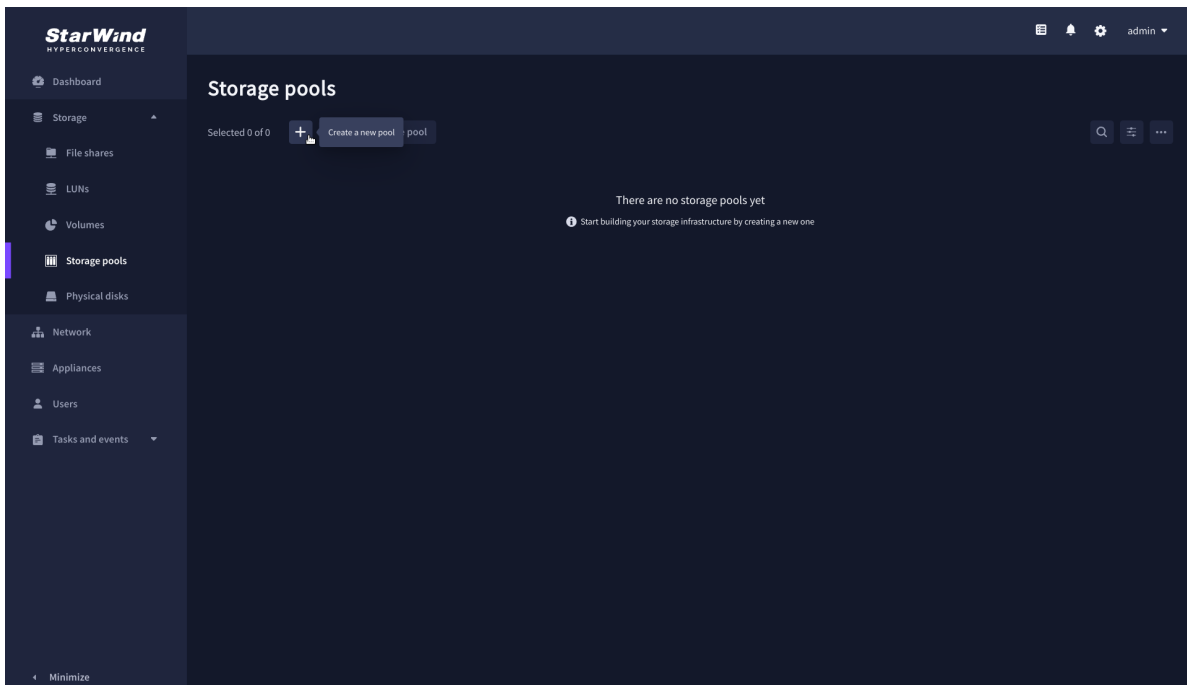 StarWind
HYPERCONVERGENCE
admin
Dashboard
Storage
File shares
LUNs
Volumes
Storage pools
Physical disks
Network
Appliances
Users
Tasks and events
Minimize
Storage pools
Selected 0 of 0
Create a new pool
pool
There are no storage pools yet
Start building your storage infrastructure by creating a new one